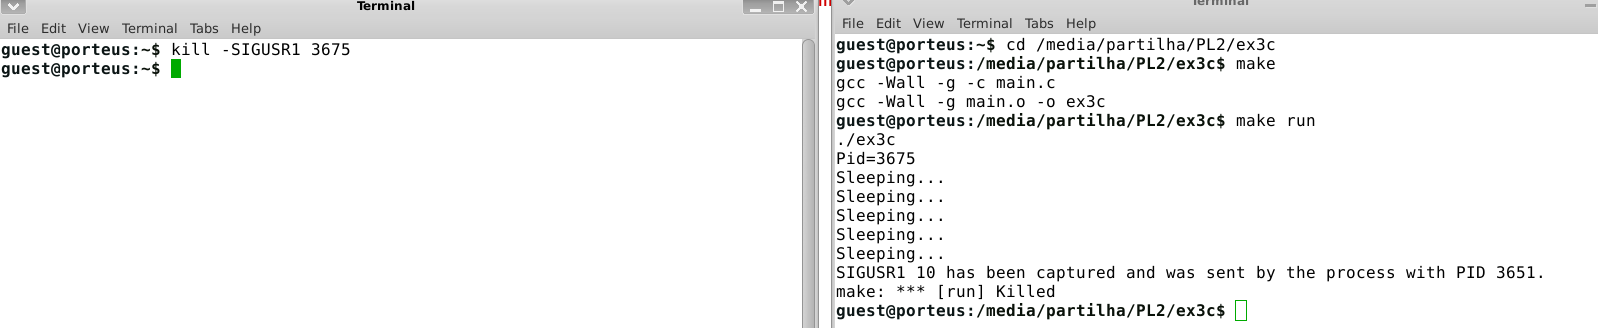 Terminal
File Edit View Terminal Tabs Help
guest@porteus:~$ kill -SIGUSR1 3675
guest@porteus:~$
Terminal
File Edit View Terminal Tabs Help
guest@porteus:~$ cd /media/partilha/PL2/ex3c
guest@porteus:/media/partilha/PL2/ex3c$ make
gcc -Wall -g -c main.c
gcc -Wall -g main.o -o ex3c
guest@porteus:/media/partilha/PL2/ex3c$ make run
./ex3c
Pid=3675
Sleeping...
Sleeping...
Sleeping...
Sleeping...
Sleeping...
SIGUSR1 10 has been captured and was sent by the process with PID 3651.
make: *** [run] Killed
guest@porteus:/media/partilha/PL2/ex3c$